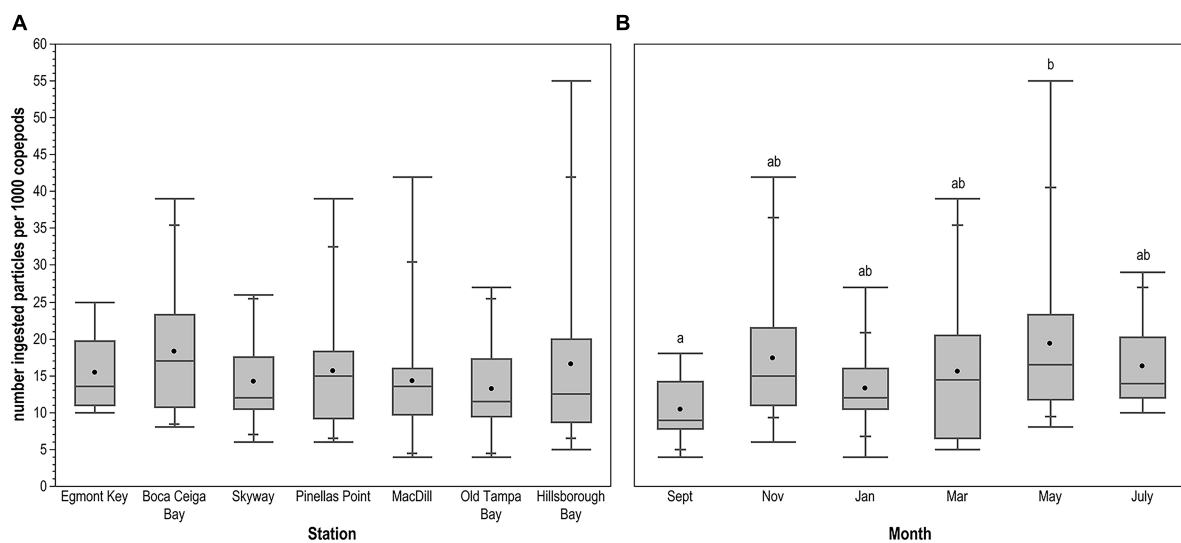 A
B
number ingested particles per 1000 copepods
60
55
50
45
40
35
30
25
20
15
10
5
0
Egmont Key
Boca Ceiga
Bay
Skyway
Pinellas Point
MacDill
Old Tampa
Bay
Hillsborough
Bay
Station
a
ab
ab
ab
b
ab
Sept
Nov
Jan
Mar
May
July
Month